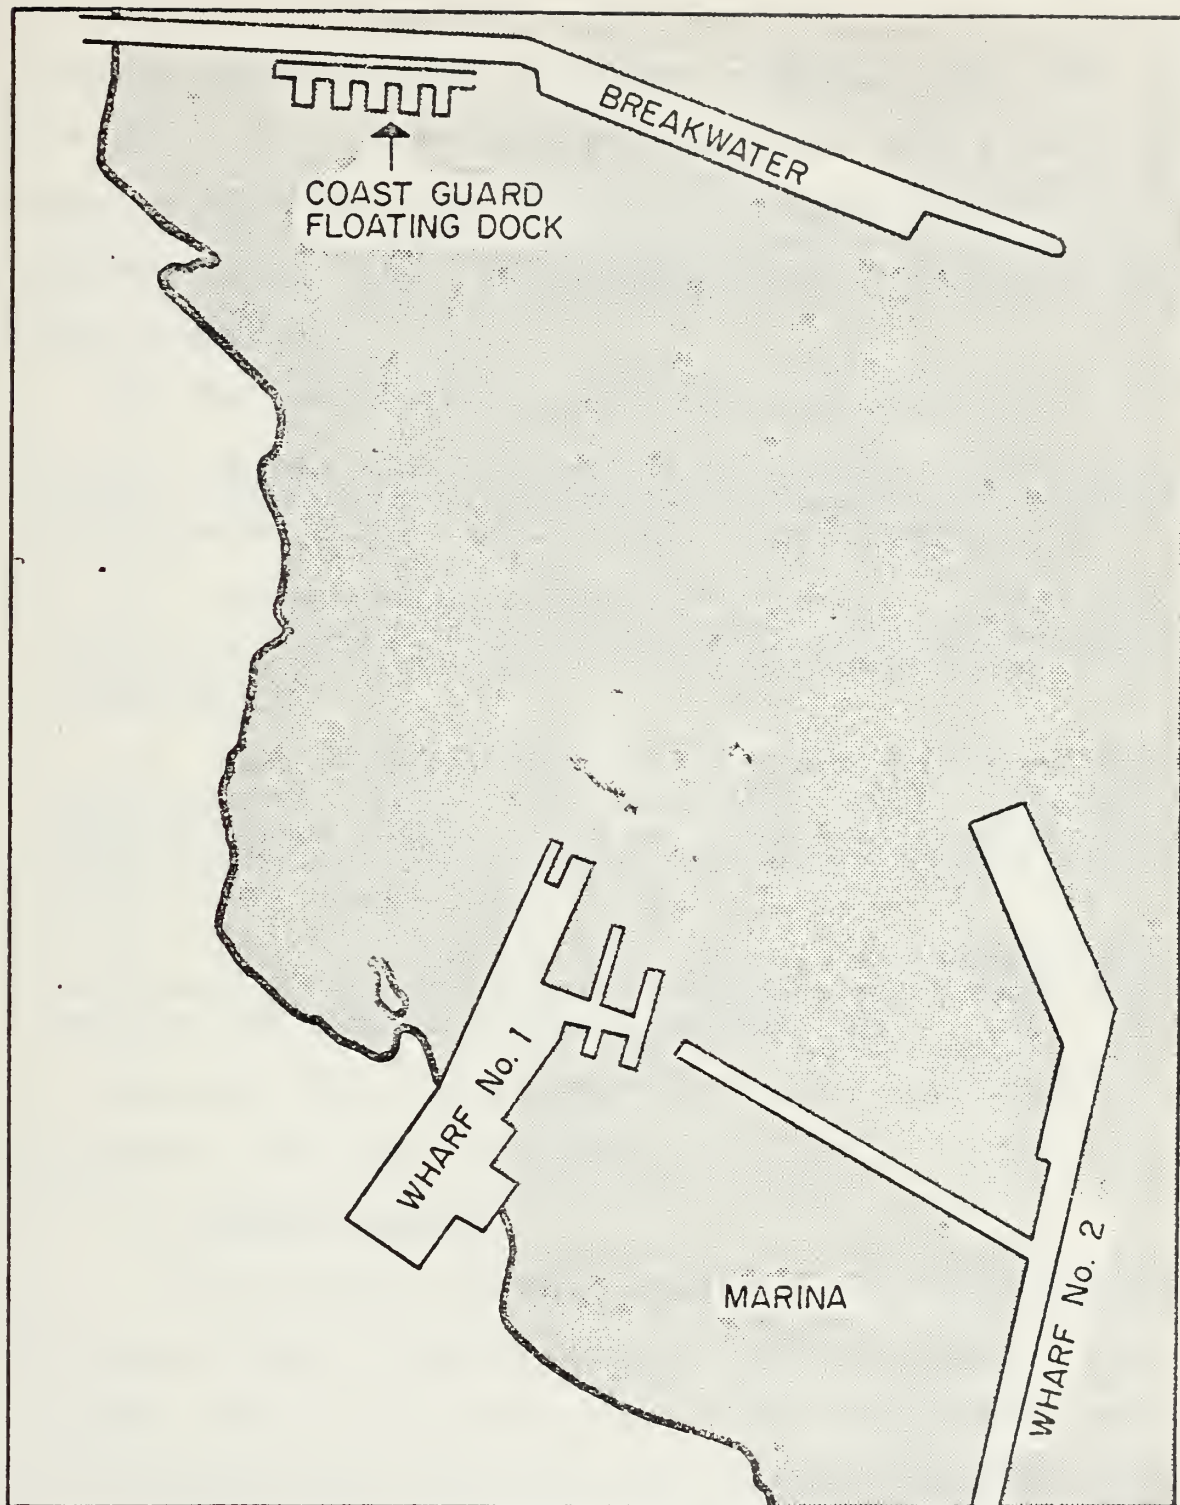 BREAKWATER
COAST GUARD
FLOATING DOCK
WHARF No. 1
MARINA
WHARF No. 2